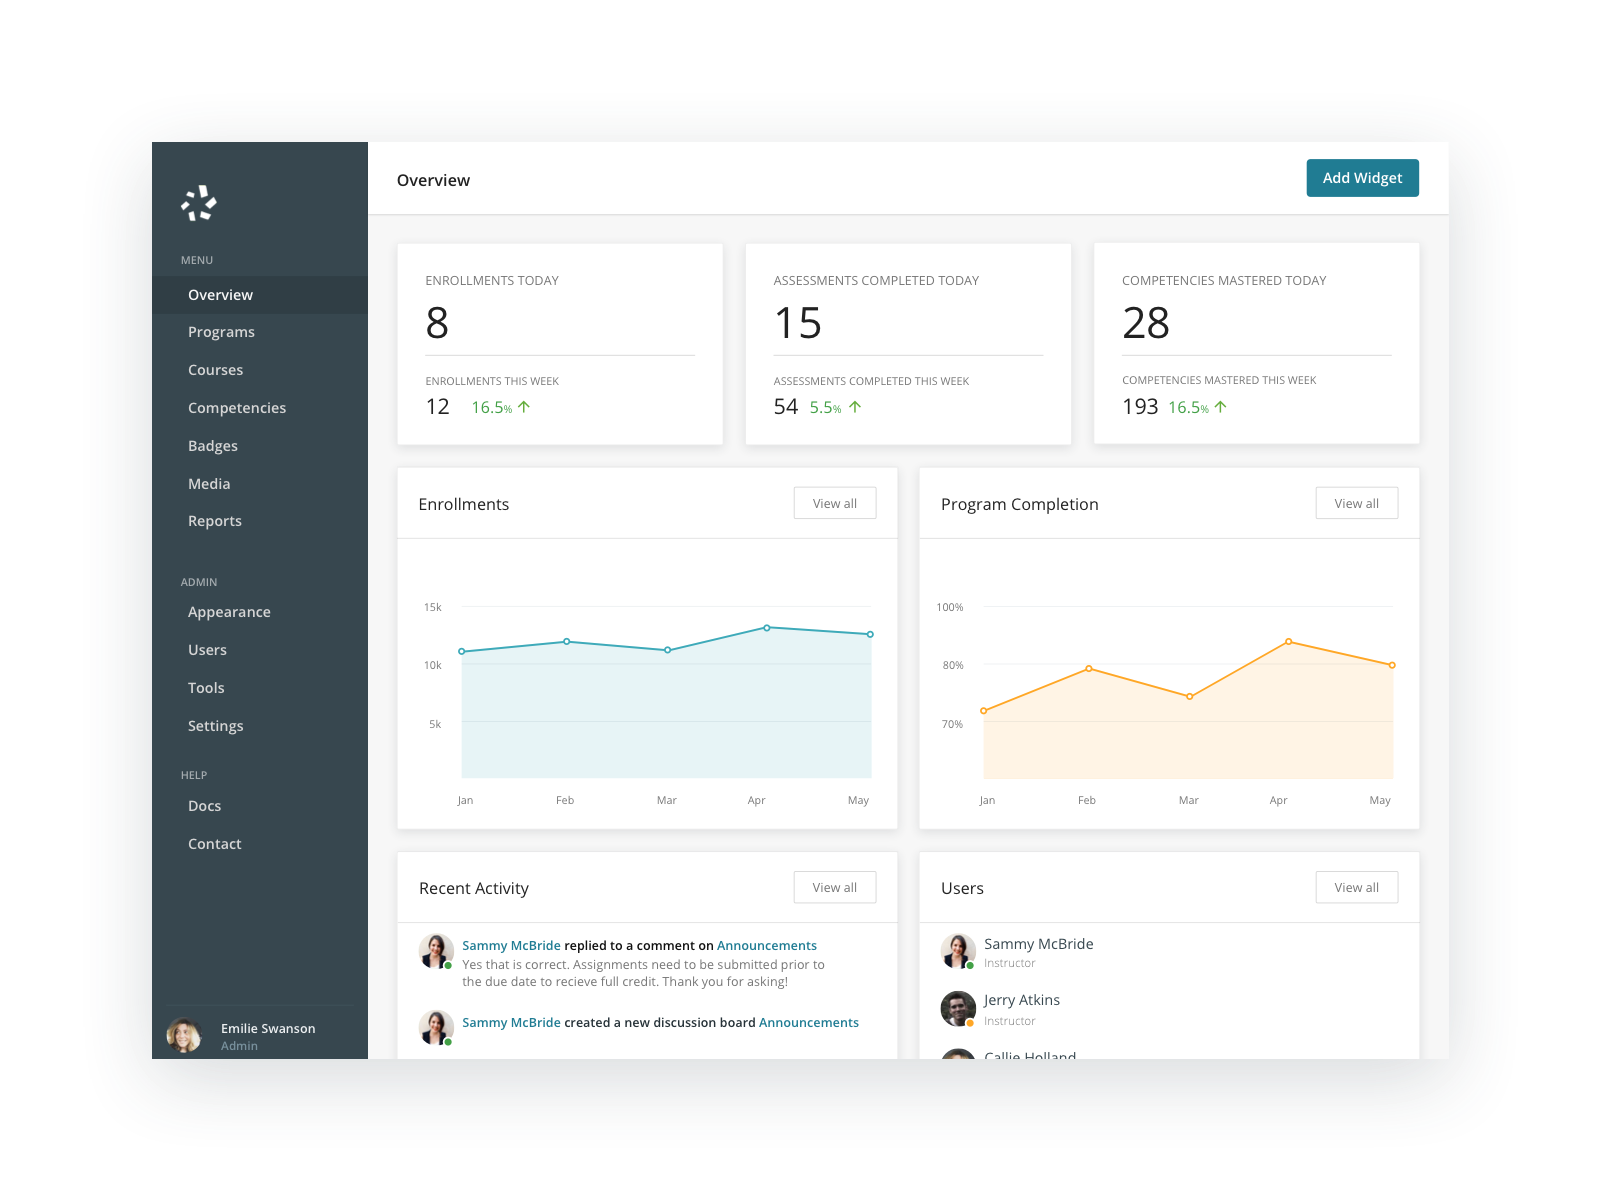 MENU
Overview
Programs
Courses
Competencies
Badges
Media
Reports
ADMIN
Appearance
Users
Tools
Settings
HELP
Docs
Contact
Emilie Swanson
Admin
Overview
Add Widget
ENROLLMENTS TODAY
8
ENROLLMENTS THIS WEEK
12 16.5%
ASSESSMENTS COMPLETED TODAY
15
ASSESSMENTS COMPLETED THIS WEEK
54 5.5%
COMPETENCIES MASTERED TODAY
28
COMPETENCIES MASTERED THIS WEEK
193 16.5%
Enrollments
View all
15k
10k
5k
Jan Feb Mar Apr May
Program Completion
View all
100%
80%
70%
Jan Feb Mar Apr May
Recent Activity
View all
Sammy McBride replied to a comment on Announcements
Yes that is correct. Assignments need to be submitted prior to
the due date to recieve full credit. Thank you for asking!
Sammy McBride created a new discussion board Announcements
Users
View all
Sammy McBride
Instructor
Jerry Atkins
Instructor
Callie Holland